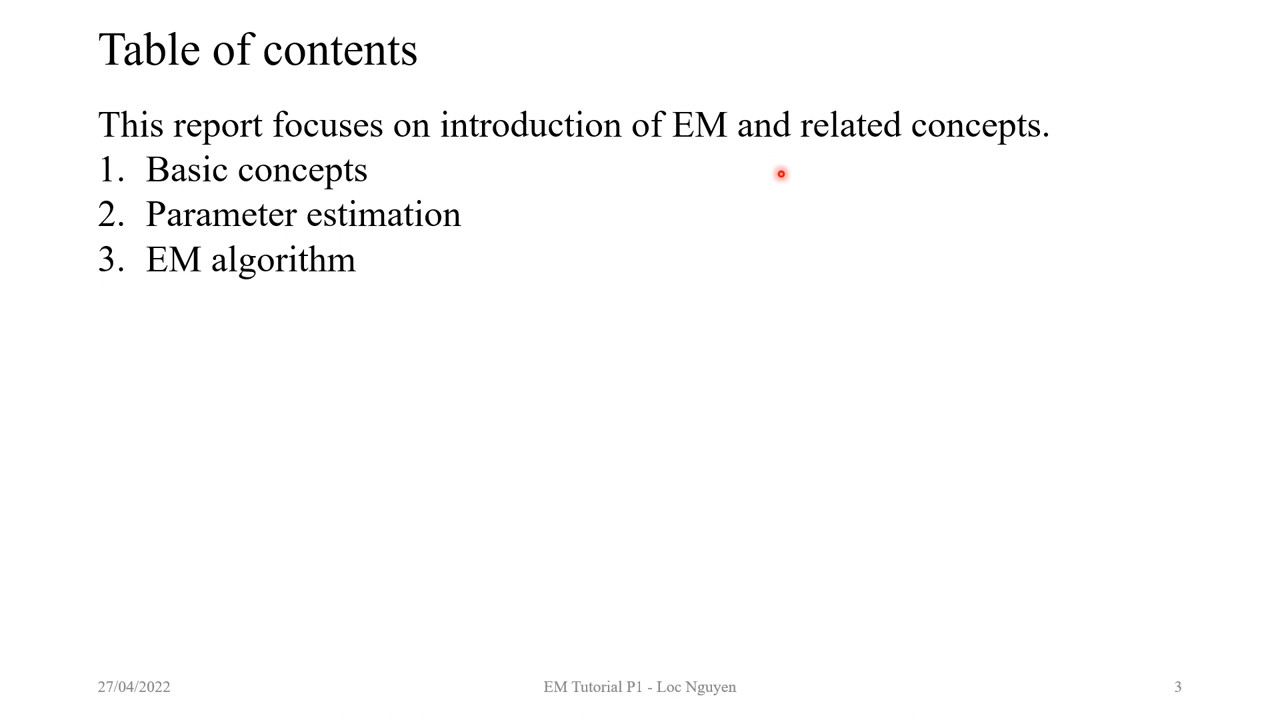 Table of contents
This report focuses on introduction of EM and related concepts.
1. Basic concepts
2. Parameter estimation
3. EM algorithm
27/04/2022
EM Tutorial P1 - Loc Nguyen
3